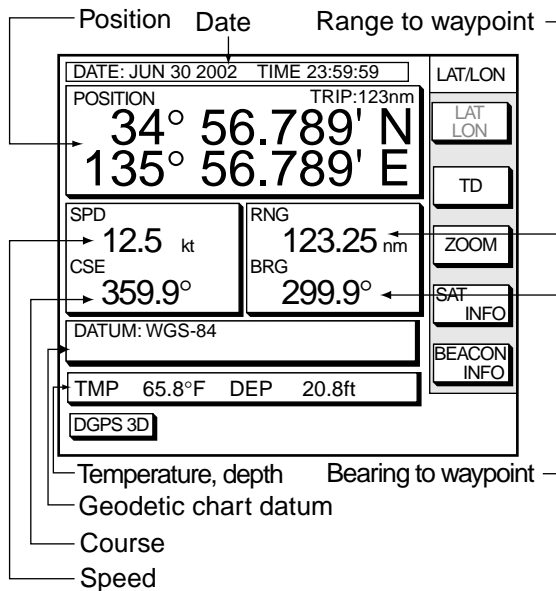 Position Date Range to waypoint
DATE: JUN 30 2002 TIME 23:59:59
LAT/LON
POSITION TRIP:123nm
34° 56.789' N
135° 56.789' E
LAT
LON
TD
SPD
12.5 kt
CSE
359.9°
RNG
123.25 nm
BRG
299.9°
ZOOM
SAT
INFO
DATUM: WGS-84
BEACON
INFO
TMP 65.8°F DEP 20.8ft
DGPS 3D
Temperature, depth Bearing to waypoint
Geodetic chart datum
Course
Speed